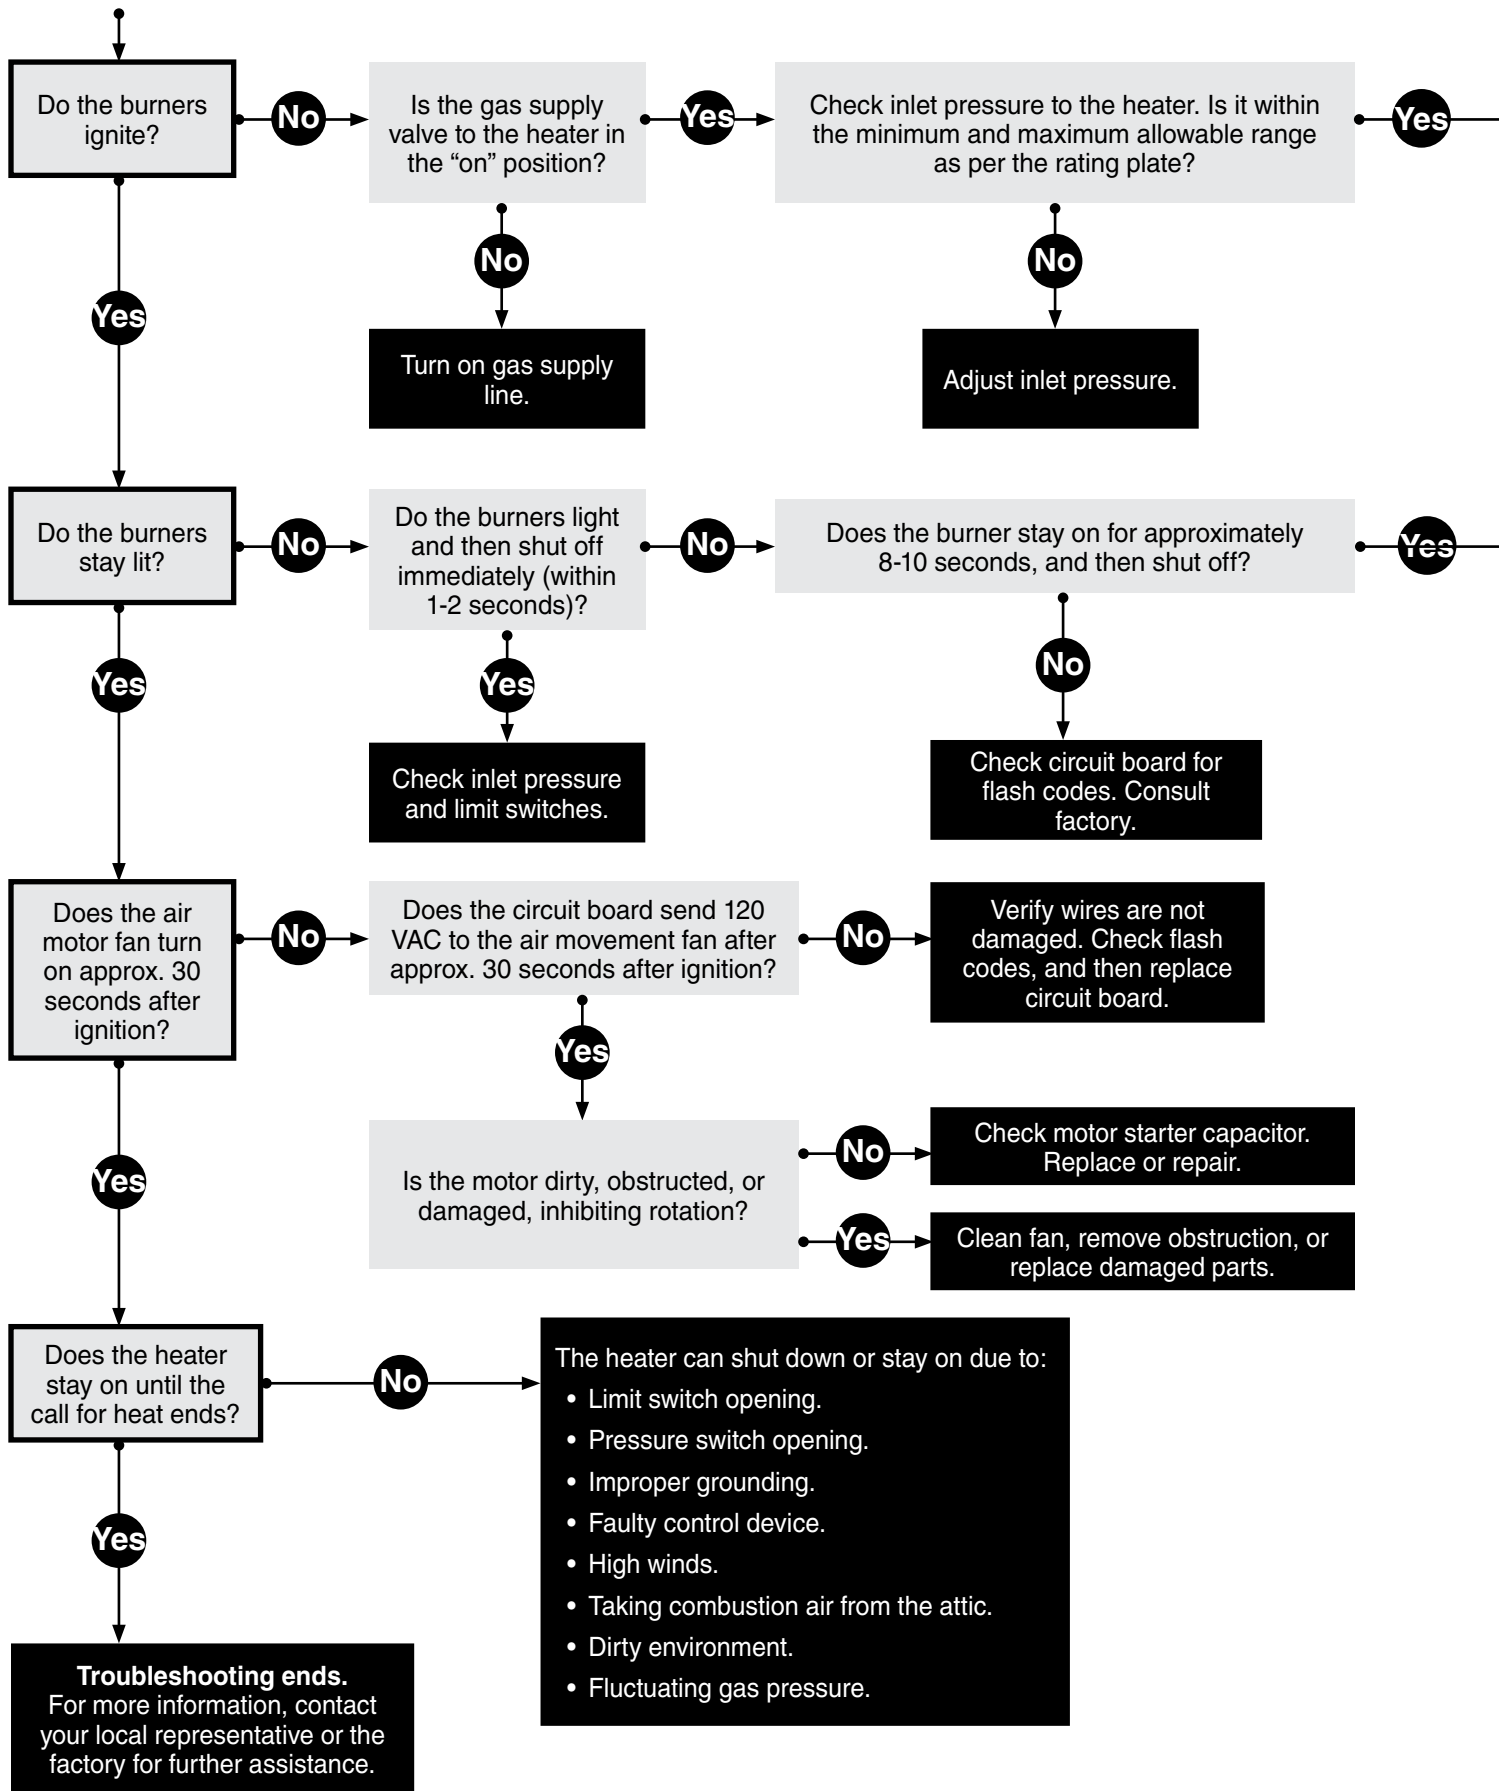 Do the burners
ignite?
No
Is the gas supply
valve to the heater in
the “on” position?
Yes
Check inlet pressure to the heater. Is it within
the minimum and maximum allowable range
as per the rating plate?
Yes
No
No
Yes
Turn on gas supply
line.
Adjust inlet pressure.
Do the burners
stay lit?
No
Do the burners light
and then shut off
immediately (within
1-2 seconds)?
No
Does the burner stay on for approximately
8-10 seconds, and then shut off?
Yes
Yes
Yes
No
Check inlet pressure
and limit switches.
Check circuit board for
flash codes. Consult
factory.
Does the air
motor fan turn
on approx. 30
seconds after
ignition?
No
Does the circuit board send 120
VAC to the air movement fan after
approx. 30 seconds after ignition?
No
Verify wires are not
damaged. Check flash
codes, and then replace
circuit board.
Yes
Yes
Is the motor dirty, obstructed, or
damaged, inhibiting rotation?
No
Check motor starter capacitor.
Replace or repair.
Yes
Clean fan, remove obstruction, or
replace damaged parts.
Does the heater
stay on until the
call for heat ends?
No
The heater can shut down or stay on due to:
• Limit switch opening.
• Pressure switch opening.
• Improper grounding.
• Faulty control device.
• High winds.
• Taking combustion air from the attic.
• Dirty environment.
• Fluctuating gas pressure.
Yes
Troubleshooting ends.
For more information, contact
your local representative or the
factory for further assistance.